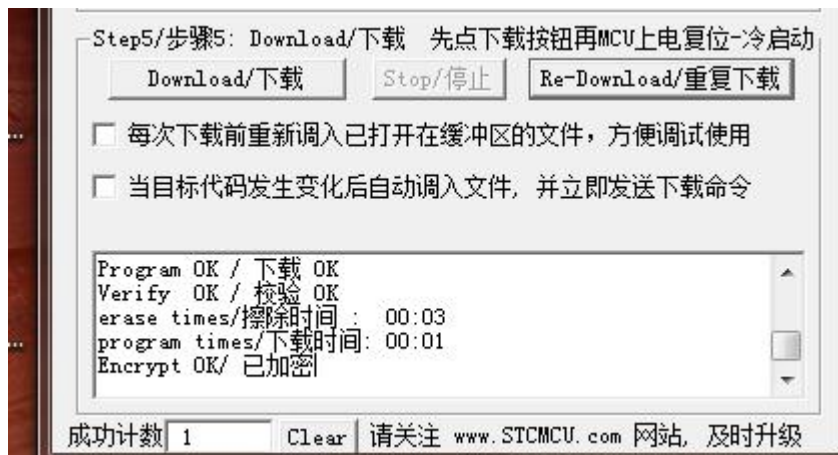 Step5/步骤5: Download/下载 先点下载按钮再MCU上电复位-冷启动
Download/下载 Stop/停止 Re-Download/重复下载
每次下载前重新调入已打开在缓冲区的文件，方便调试使用
当目标代码发生变化后自动调入文件, 并立即发送下载命令
Program OK / 下载 OK
Verify OK / 校验 OK
erase times/擦除时间 : 00:03
program times/下载时间: 00:01
Encrypt OK/ 已加密
成功计数 1 Clear 请关注 www.STCMCU.com 网站, 及时升级